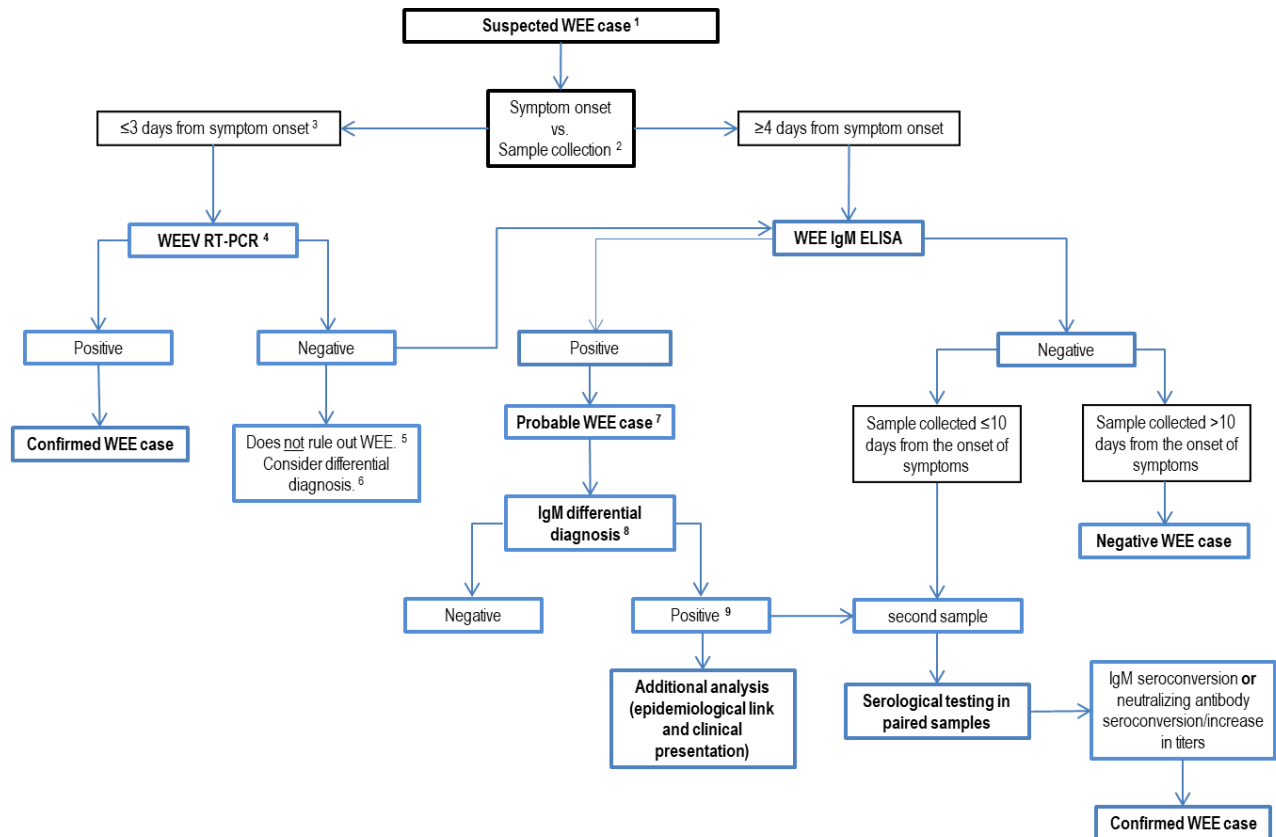 Suspected WEE case ¹
Symptom onset
vs.
Sample collection ²
≤3 days from symptom onset ³
≥4 days from symptom onset
WEEV RT-PCR ⁴
WEE IgM ELISA
Positive
Negative
Positive
Negative
Confirmed WEE case
Does not rule out WEE. ⁵
Consider differential
diagnosis. ⁶
Probable WEE case ⁷
Sample collected ≤10
days from the onset of
symptoms
Sample collected >10
days from the onset of
symptoms
IgM differential
diagnosis ⁸
Negative WEE case
Negative
Positive ⁹
second sample
Additional analysis
(epidemiological link
and clinical
presentation)
Serological testing in
paired samples
IgM seroconversion or
neutralizing antibody
seroconversion/increase
in titers
Confirmed WEE case